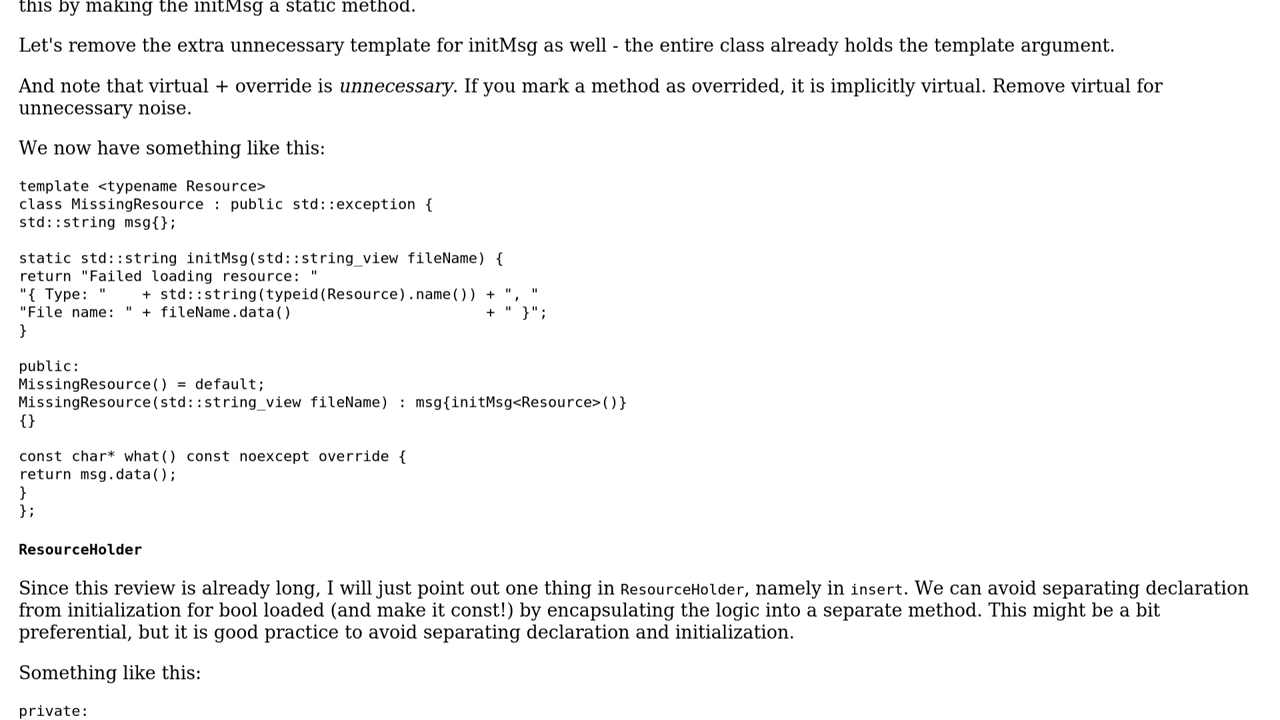 this by making the initMsg a static method.
Let's remove the extra unnecessary template for initMsg as well - the entire class already holds the template argument.
And note that virtual + override is unnecessary. If you mark a method as overrided, it is implicitly virtual. Remove virtual for
unnecessary noise.
We now have something like this:
template <typename Resource>
class MissingResource : public std::exception {
std::string msg{};
static std::string initMsg(std::string_view fileName) {
return "Failed loading resource: "
"{ Type: "    + std::string(typeid(Resource).name()) + ", "
"File name: " + fileName.data()                      + " }";
}
public:
MissingResource() = default;
MissingResource(std::string_view fileName) : msg{initMsg<Resource>()}
{}
const char* what() const noexcept override {
return msg.data();
}
};
ResourceHolder
Since this review is already long, I will just point out one thing in ResourceHolder, namely in insert. We can avoid separating declaration
from initialization for bool loaded (and make it const!) by encapsulating the logic into a separate method. This might be a bit
preferential, but it is good practice to avoid separating declaration and initialization.
Something like this:
private: